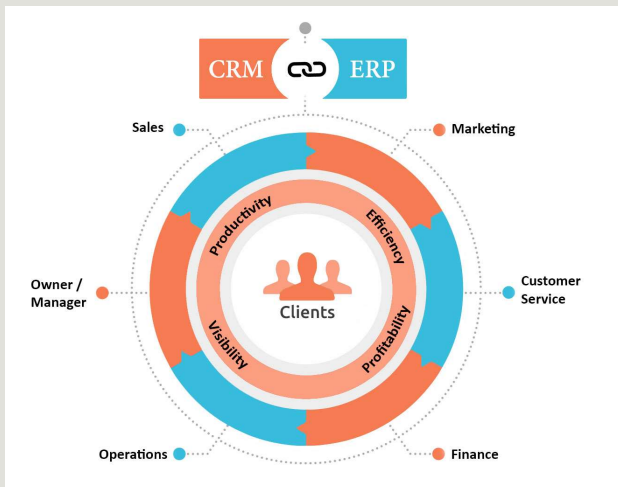 CRM ERP
Sales
Marketing
Productivity
Efficiency
Owner /
Manager
Clients
Customer
Service
Visibility
Profitability
Operations
Finance